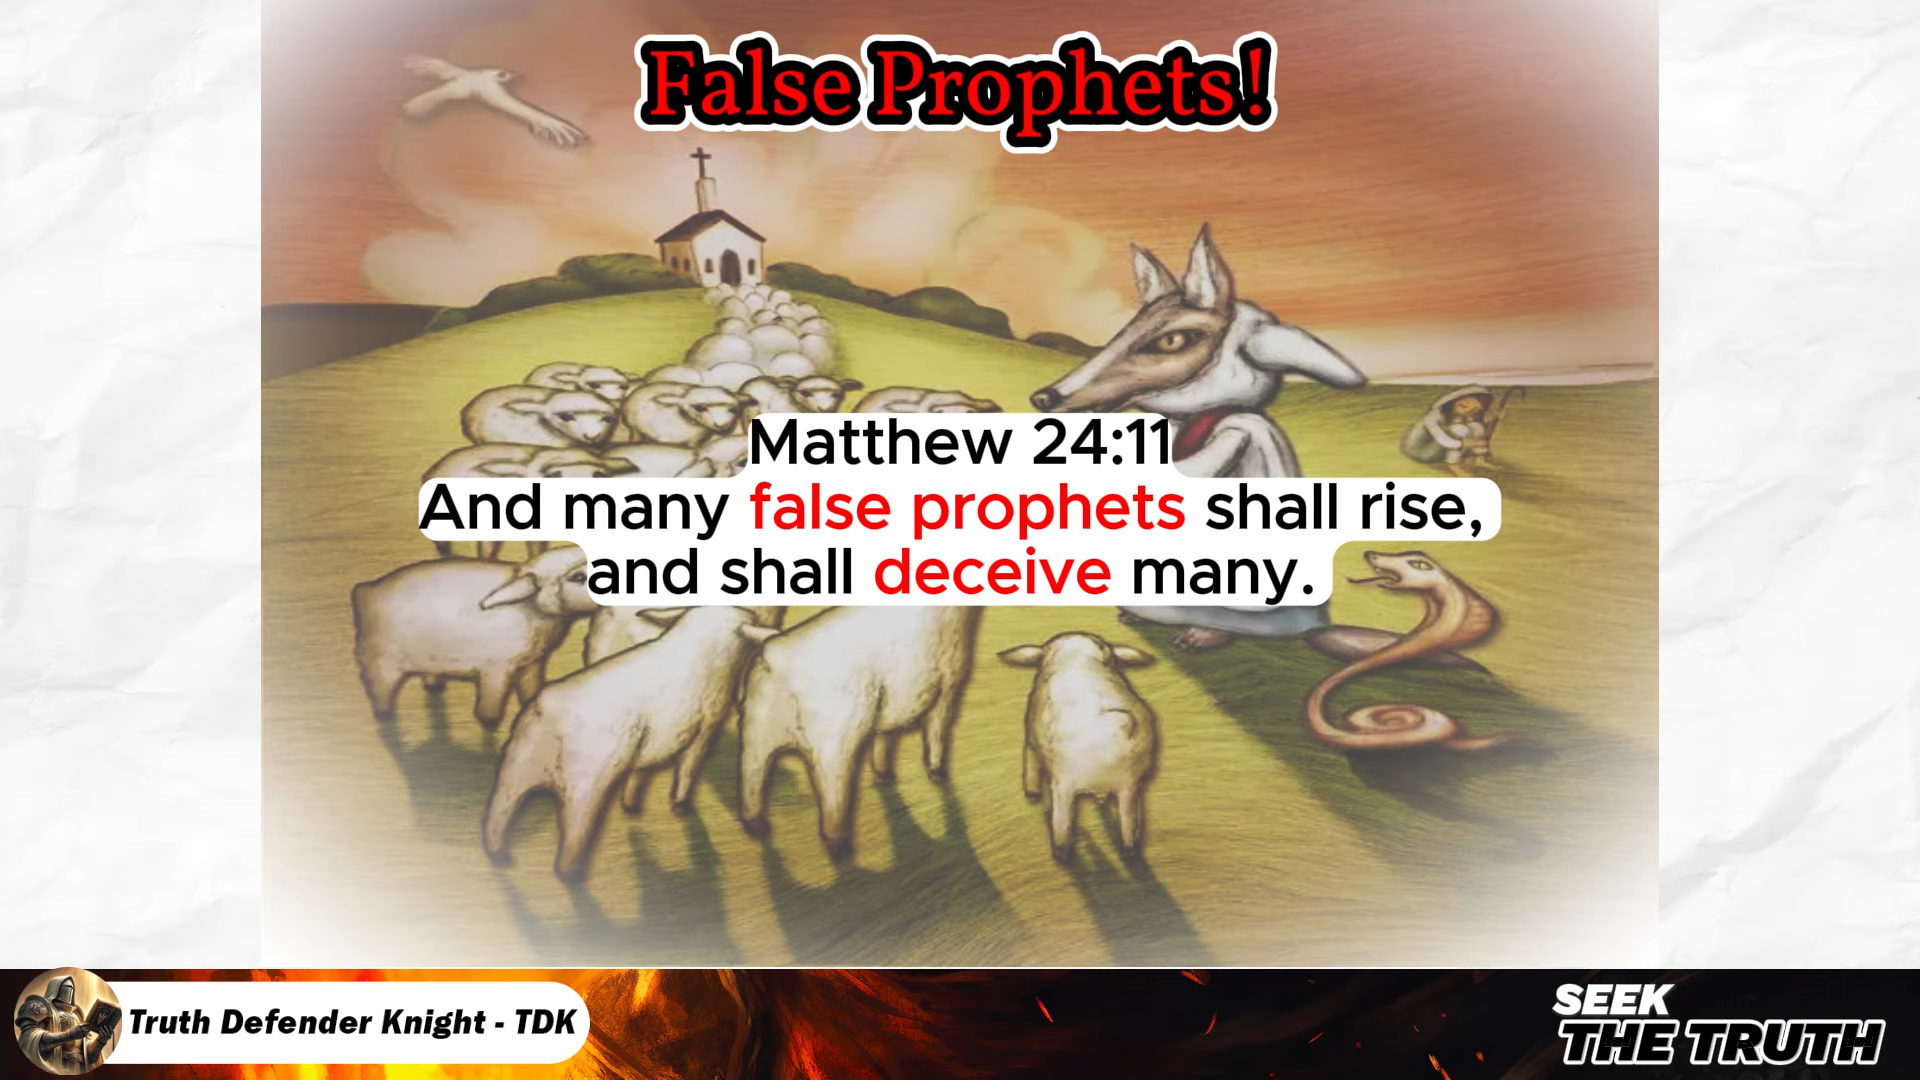 False Prophets!
Matthew 24:11
And many false prophets shall rise,
and shall deceive many.
Truth Defender Knight - TDK
SEEK
THE TRUTH